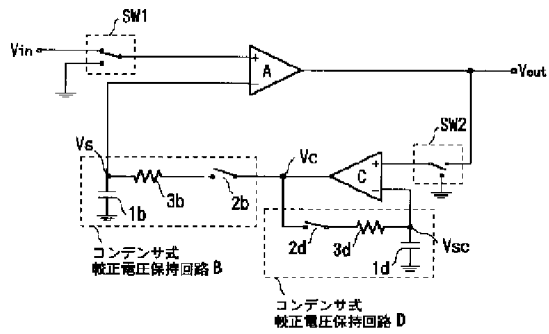 SW1
Vin
+
A
−
Vout
SW2
Vs
Vc
+
C
−
3b
2b
1b
2d
3d
Vsc
1d
コンデンサ式
較正電圧保持回路 B
コンデンサ式
較正電圧保持回路 D